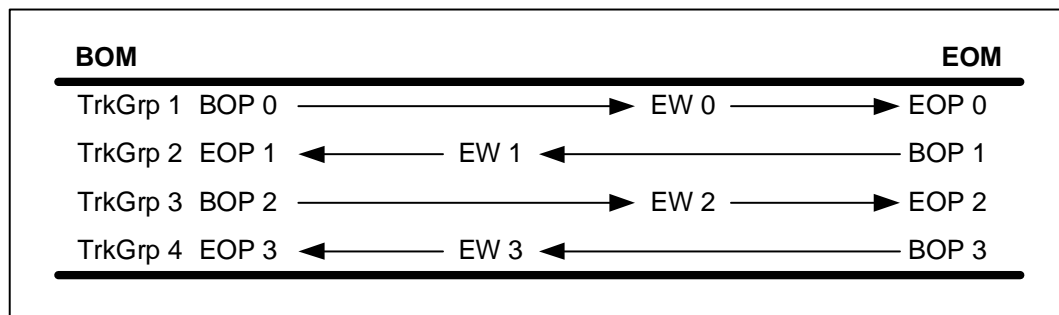 BOM EOM
TrkGrp 1 BOP 0 EW 0 EOP 0
TrkGrp 2 EOP 1 EW 1 BOP 1
TrkGrp 3 BOP 2 EW 2 EOP 2
TrkGrp 4 EOP 3 EW 3 BOP 3